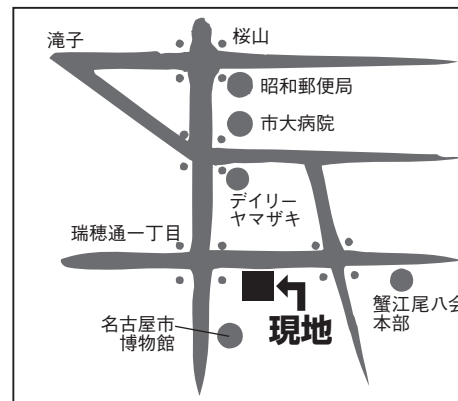 滝子
桜山
昭和郵便局
市大病院
デイリー
ヤマザキ
瑞穂通一丁目
名古屋市
博物館
現地
蟹江尾八会
本部